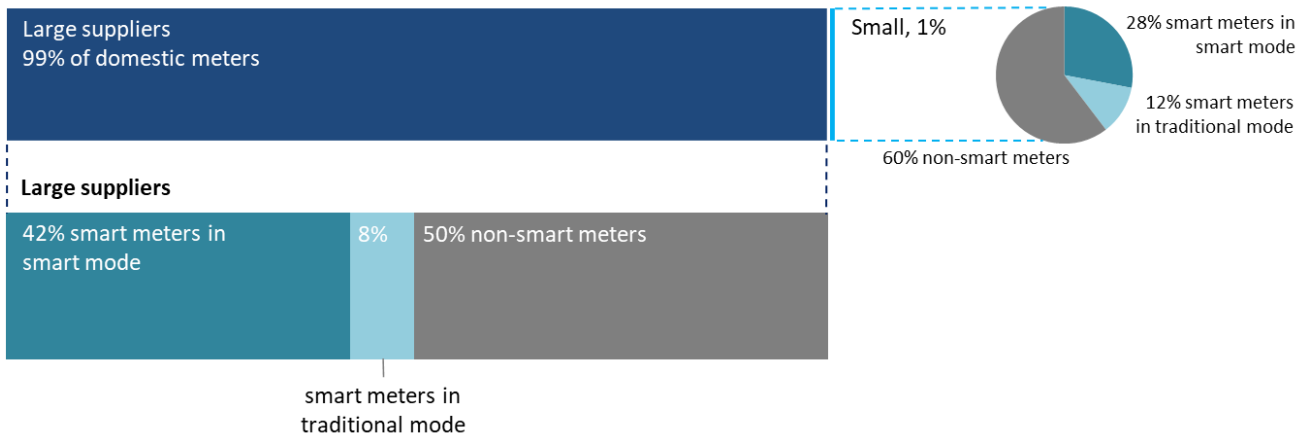 Large suppliers
99% of domestic meters
Small, 1%
28% smart meters in
smart mode
12% smart meters
in traditional mode
60% non-smart meters
Large suppliers
42% smart meters in
smart mode
8%
50% non-smart meters
smart meters in
traditional mode